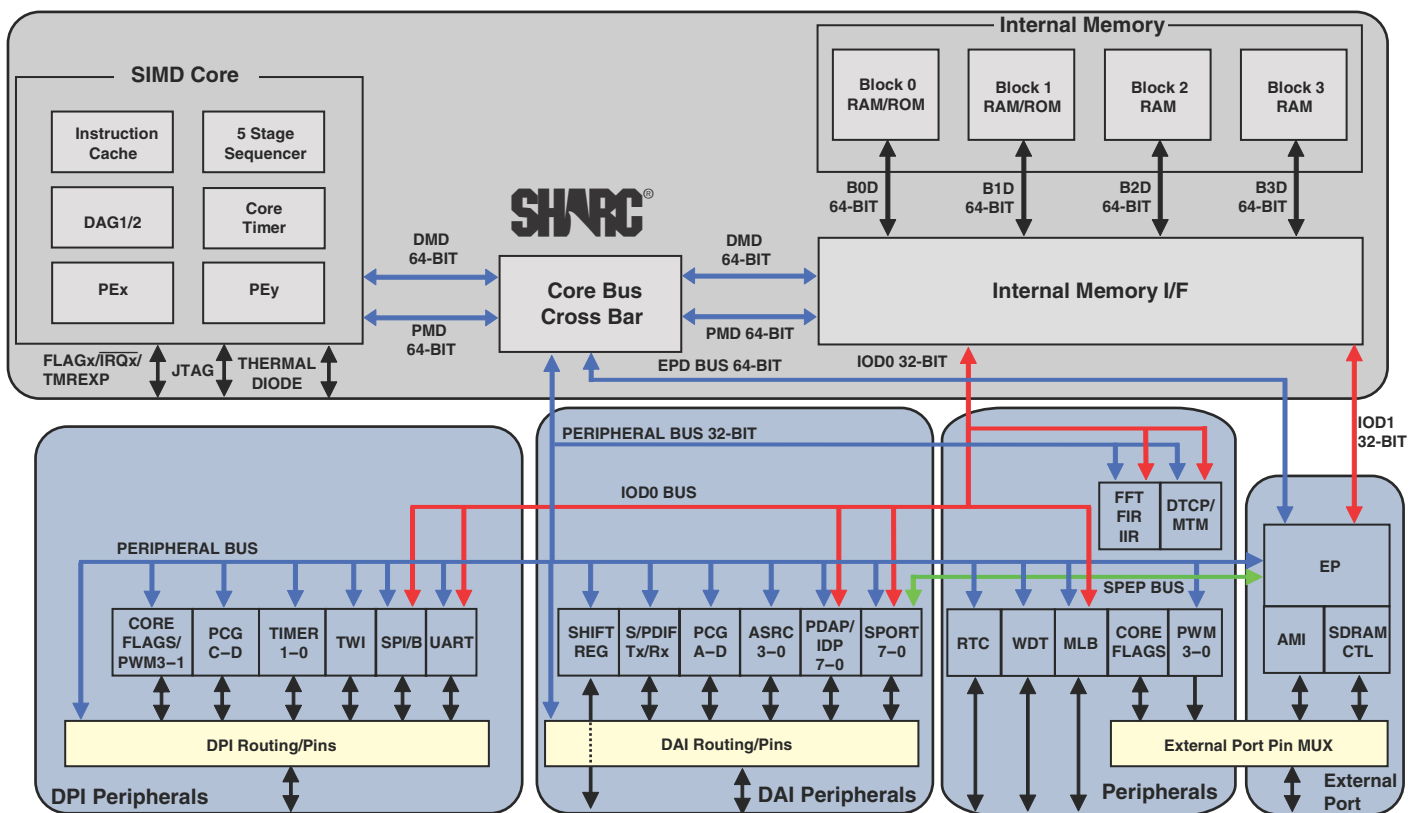 Internal Memory
SIMD Core
Block 0
RAM/ROM
Block 1
RAM/ROM
Block 2
RAM
Block 3
RAM
Instruction
Cache
5 Stage
Sequencer
DAG1/2
Core
Timer
PEx
PEy
B0D
64-BIT
B1D
64-BIT
B2D
64-BIT
B3D
64-BIT
SHARC®
DMD
64-BIT
DMD
64-BIT
Core Bus
Cross Bar
Internal Memory I/F
PMD
64-BIT
PMD 64-BIT
FLAGx/IRQx/
TMREXP
JTAG
THERMAL
DIODE
EPD BUS 64-BIT
IOD0 32-BIT
IOD1
32-BIT
PERIPHERAL BUS 32-BIT
IOD0 BUS
PERIPHERAL BUS
FFT
FIR
IIR
DTCP/
MTM
EP
SPEP BUS
CORE
FLAGS/
PWM3–1
PCG
C–D
TIMER
1–0
TWI
SPI/B
UART
SHIFT
REG
S/PDIF
Tx/Rx
PCG
A–D
ASRC
3–0
PDAP/
IDP
7–0
SPORT
7–0
RTC
WDT
MLB
CORE
FLAGS
PWM
3–0
AMI
SDRAM
CTL
DPI Routing/Pins
DAI Routing/Pins
External Port Pin MUX
DPI Peripherals
DAI Peripherals
Peripherals
External
Port